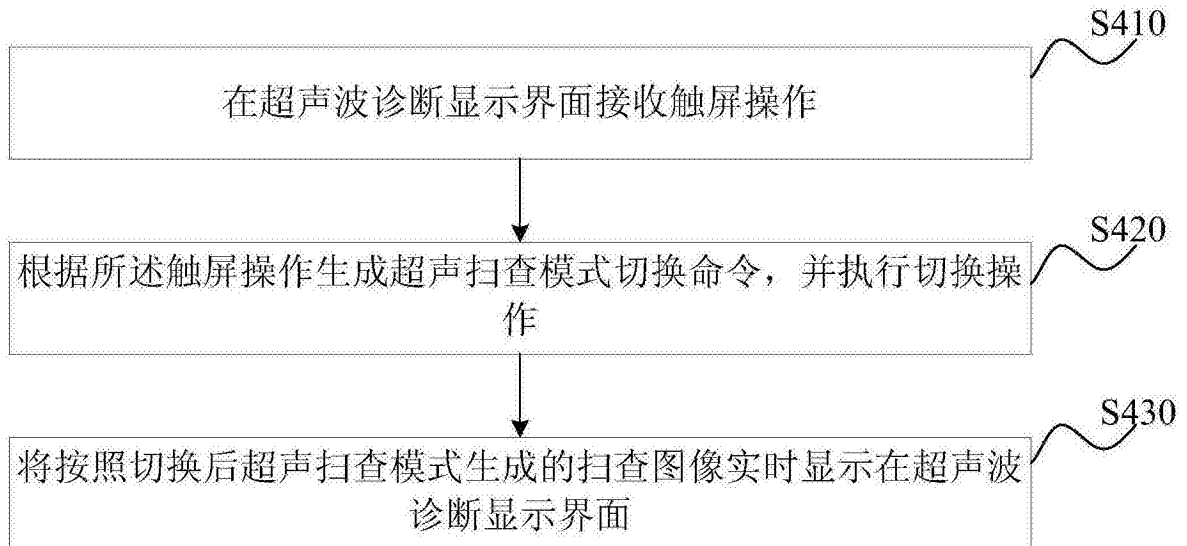 S410
在超声波诊断显示界面接收触屏操作
S420
根据所述触屏操作生成超声扫查模式切换命令，并执行切换操
作
S430
将按照切换后超声扫查模式生成的扫查图像实时显示在超声波
诊断显示界面